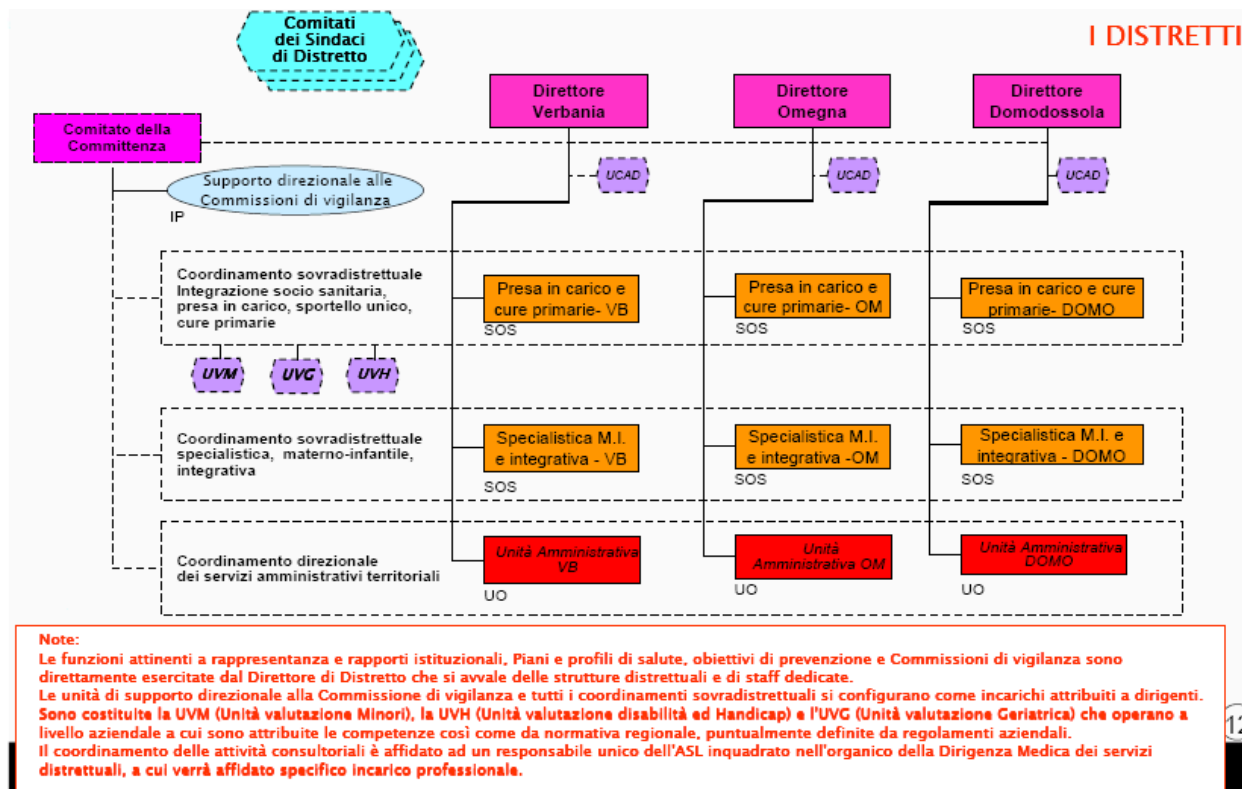 Comitati
dei Sindaci
di Distretto
I DISTRETTI
Direttore
Verbania
Direttore
Omegna
Direttore
Domodossola
Comitato della
Committenza
UCAD
UCAD
UCAD
Supporto direzionale alle
Commissioni di vigilanza
IP
Coordinamento sovradistrettuale
Integrazione socio sanitaria,
presa in carico, sportello unico,
cure primarie
Presa in carico e
cure primarie- VB
SOS
Presa in carico e
cure primarie- OM
SOS
Presa in carico e cure
primarie- DOMO
SOS
UVM
UVG
UVH
Coordinamento sovradistrettuale
specialistica, materno-infantile,
integrativa
Specialistica M.I.
e integrativa - VB
SOS
Specialistica M.I.
e integrativa -OM
SOS
Specialistica M.I. e
integrativa - DOMO
SOS
Coordinamento direzionale
dei servizi amministrativi territoriali
Unità Amministrativa
VB
UO
Unità
Amministrativa OM
UO
Unità Amministrativa
DOMO
UO
Note:
Le funzioni attinenti a rappresentanza e rapporti istituzionali, Piani e profili di salute, obiettivi di prevenzione e Commissioni di vigilanza sono
direttamente esercitate dal Direttore di Distretto che si avvale delle strutture distrettuali e di staff dedicate.
Le unità di supporto direzionale alla Commissione di vigilanza e tutti i coordinamenti sovradistrettuali si configurano come incarichi attribuiti a dirigenti.
Sono costituite la UVM (Unità valutazione Minori), la UVH (Unità valutazione disabilità ed Handicap) e l'UVG (Unità valutazione Geriatrica) che operano a
livello aziendale a cui sono attribuite le competenze così come da normativa regionale, puntualmente definite da regolamenti aziendali.
Il coordinamento delle attività consultoriali è affidato ad un responsabile unico dell'ASL inquadrato nell'organico della Dirigenza Medica dei servizi
distrettuali, a cui verrà affidato specifico incarico professionale.
12